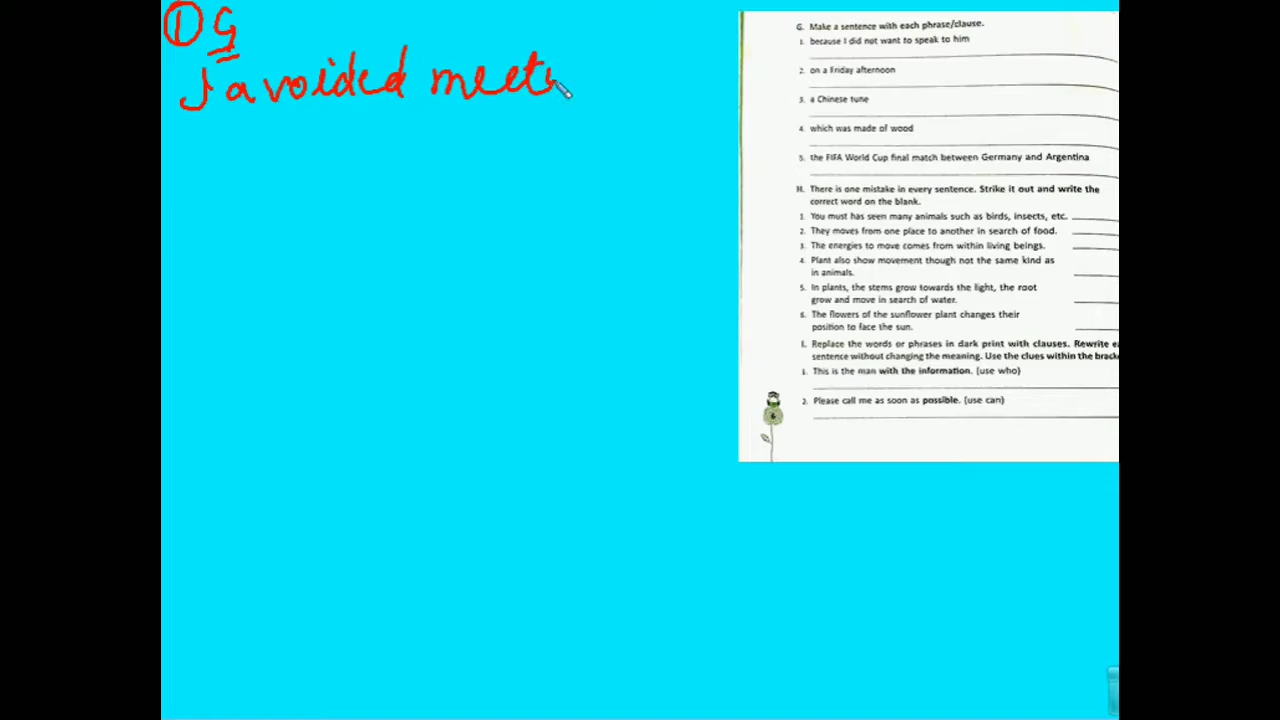 ① G
I avoided meeti
G. Make a sentence with each phrase/clause.
1. because I did not want to speak to him
2. on a Friday afternoon
3. a Chinese tune
4. which was made of wood
5. the FIFA World Cup final match between Germany and Argentina
H. There is one mistake in every sentence. Strike it out and write the
correct word on the blank.
1. You must has seen many animals such as birds, insects, etc.
2. They moves from one place to another in search of food.
3. The energies to move comes from within living beings.
4. Plant also show movement though not the same kind as
in animals.
5. In plants, the stems grow towards the light, the root
grow and move in search of water.
6. The flowers of the sunflower plant changes their
position to face the sun.
I. Replace the words or phrases in dark print with clauses. Rewrite ea
sentence without changing the meaning. Use the clues within the brack
1. This is the man with the information. (use who)
2. Please call me as soon as possible. (use can)
6